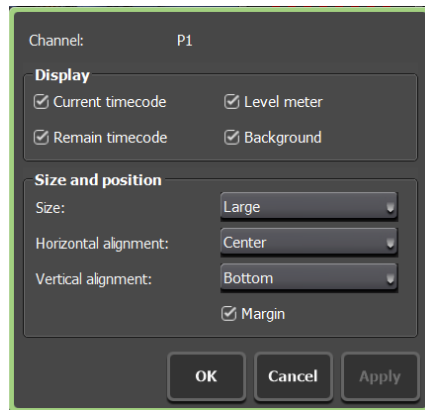 Channel: P1
Display
Current timecode Level meter
Remain timecode Background
Size and position
Size: Large
Horizontal alignment: Center
Vertical alignment: Bottom
Margin
OK Cancel Apply